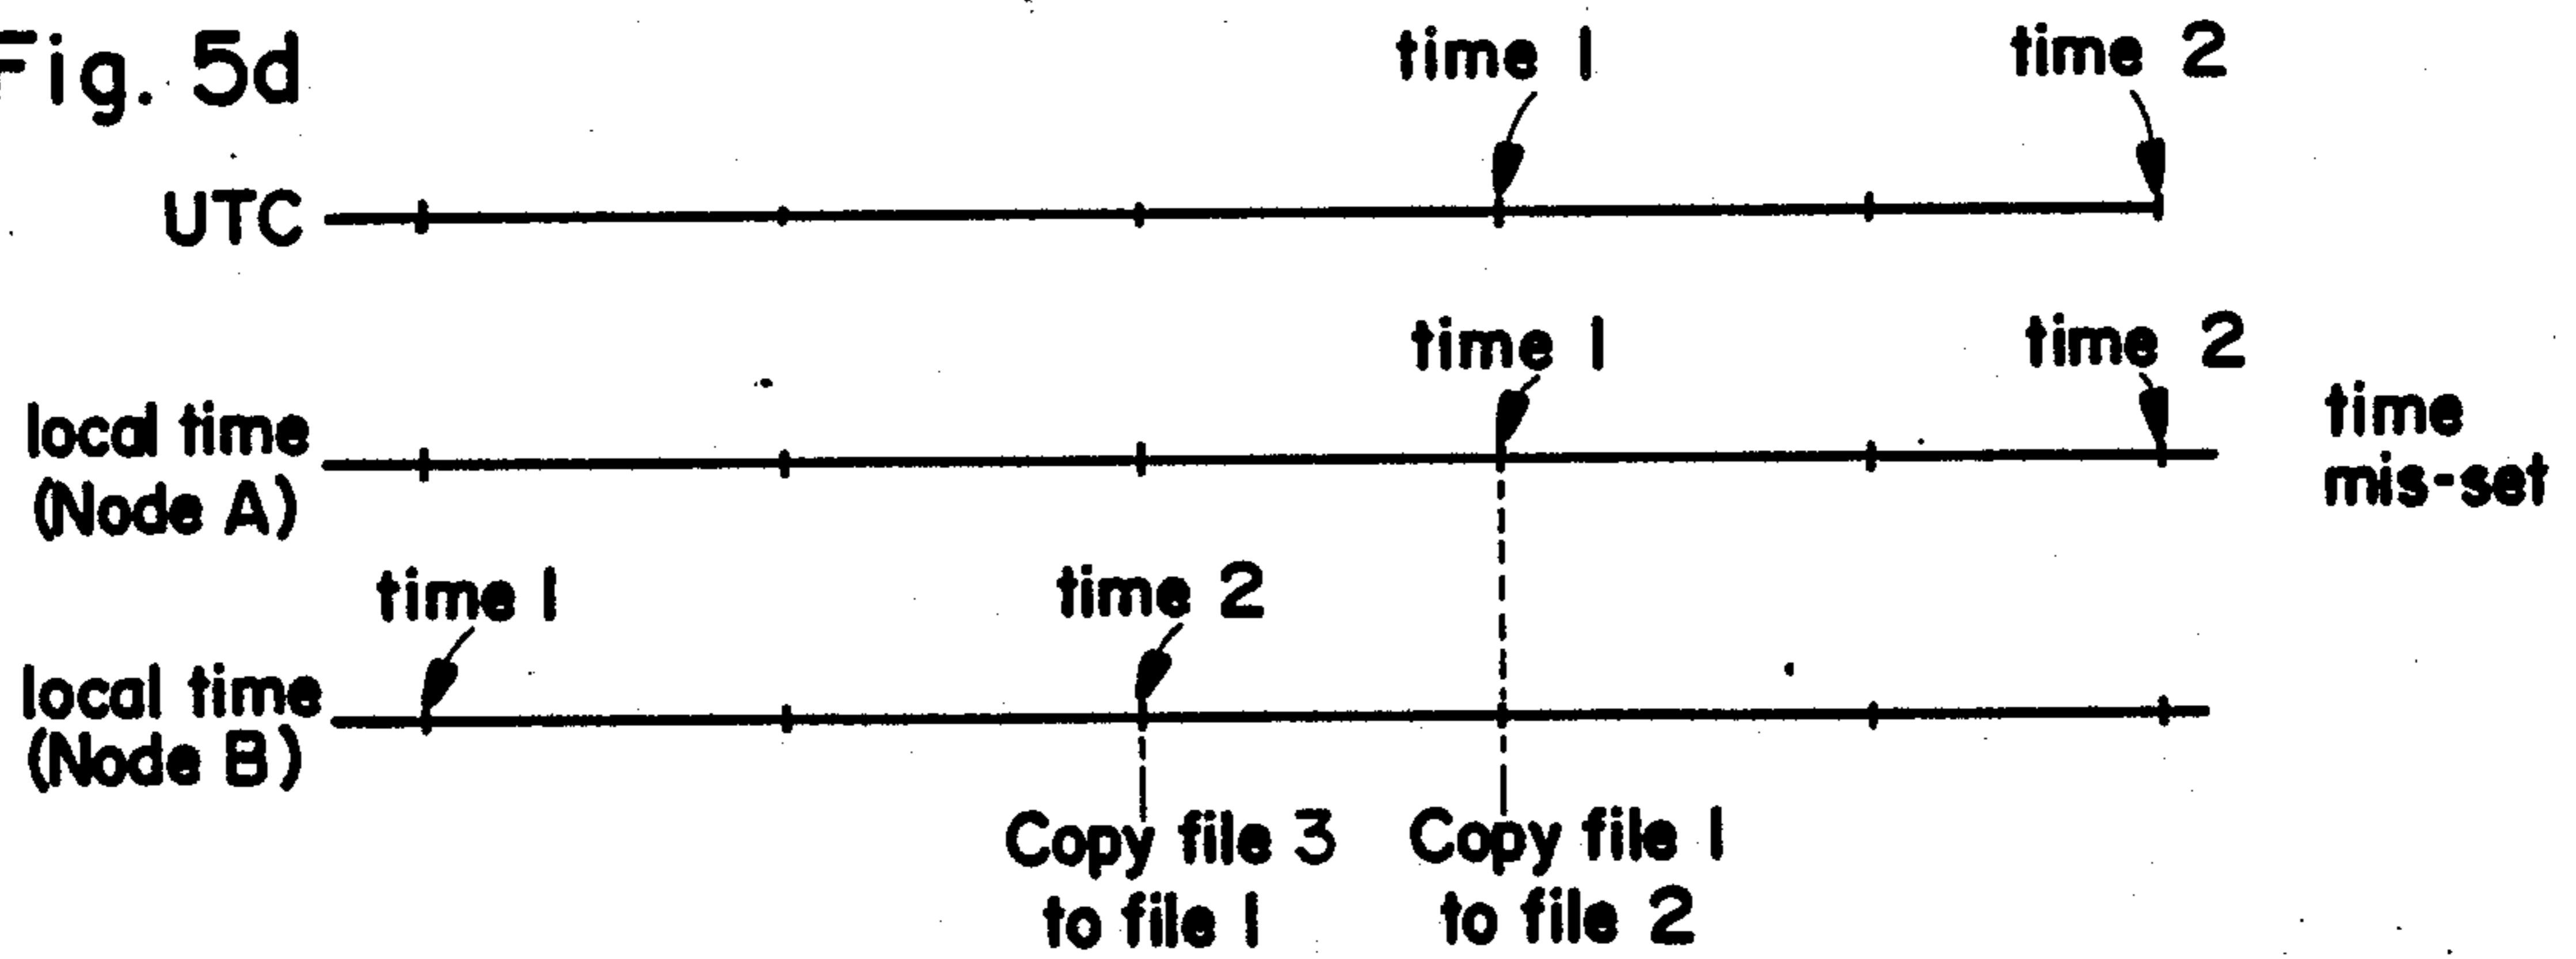 Fig. 5d
time 1
time 2
UTC
time 1
time 2
local time
(Node A)
time
mis-set
time 1
time 2
local time
(Node B)
Copy file 3
to file 1
Copy file 1
to file 2